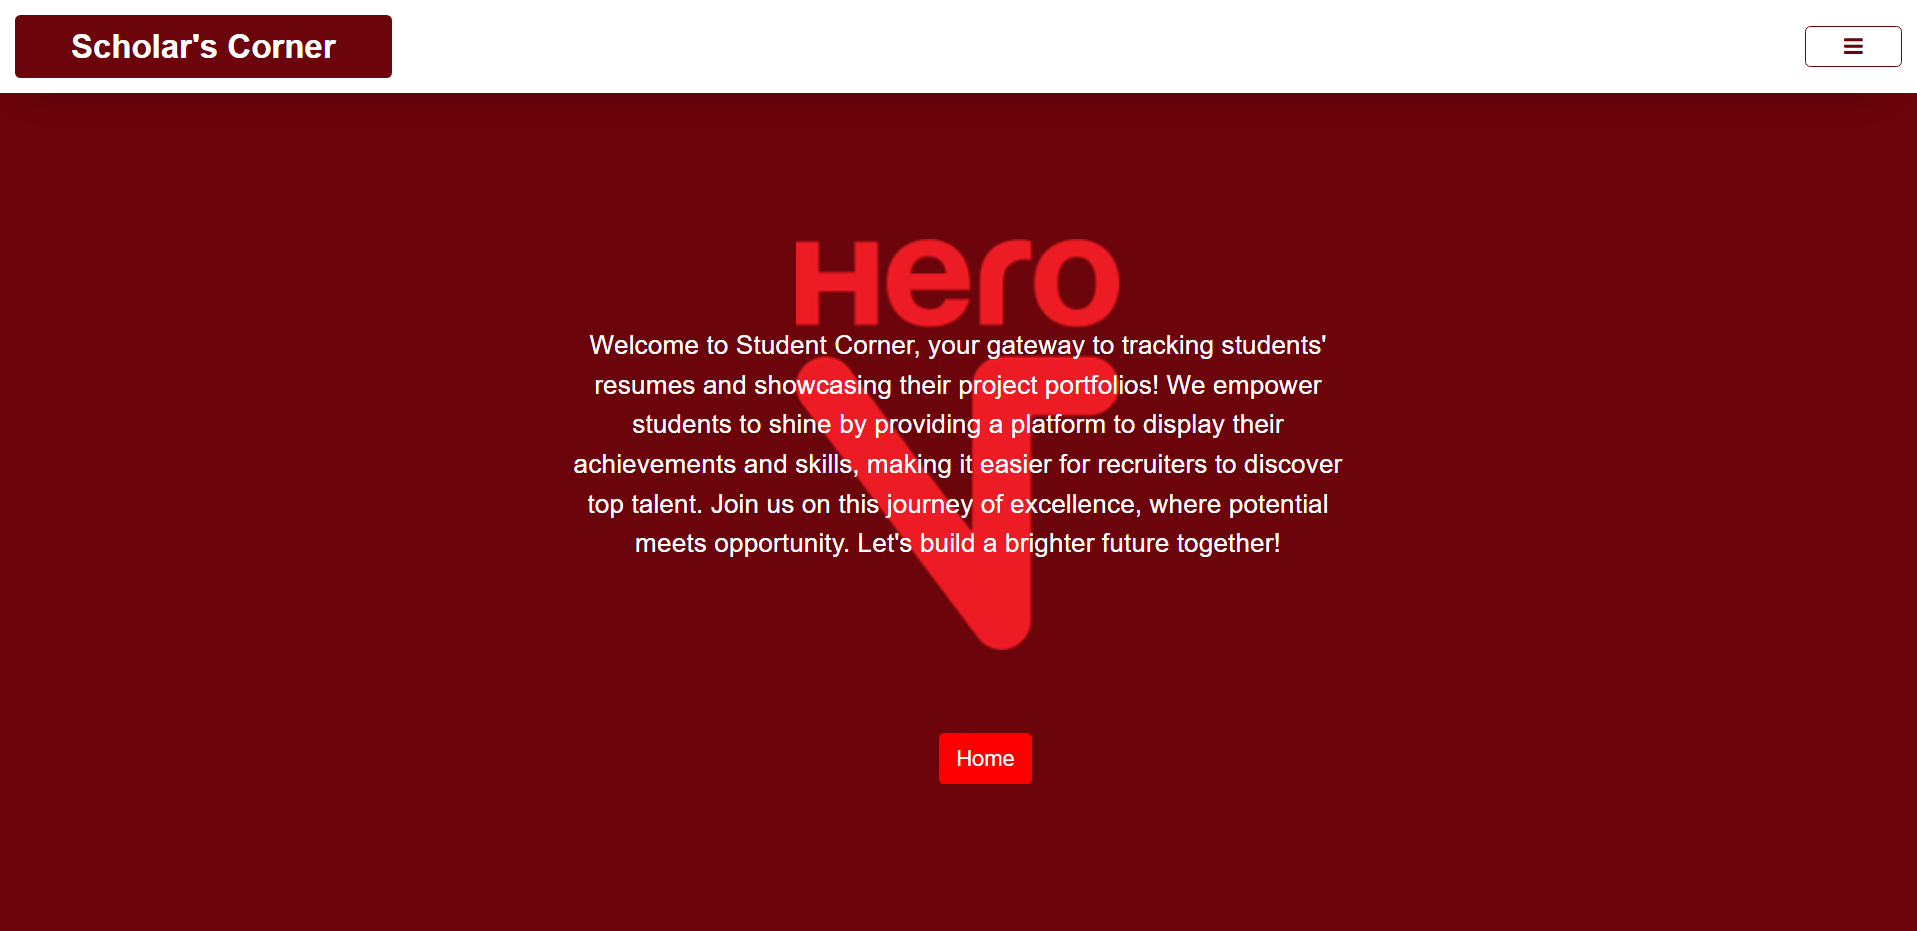 Scholar's Corner
Hero
Welcome to Student Corner, your gateway to tracking students'
resumes and showcasing their project portfolios! We empower
students to shine by providing a platform to display their
achievements and skills, making it easier for recruiters to discover
top talent. Join us on this journey of excellence, where potential
meets opportunity. Let's build a brighter future together!
Home